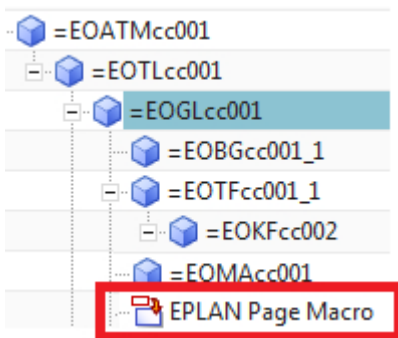 =EOATMcc001
=EOTLcc001
=EOGLcc001
=EOBGcc001_1
=EOTFcc001_1
=EOKFcc002
=EOMAcc001
EPLAN Page Macro